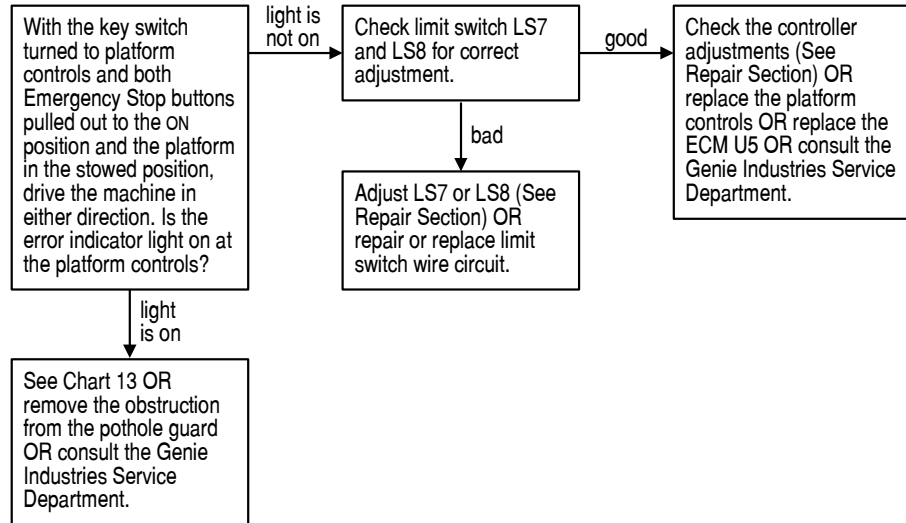 With the key switch
turned to platform
controls and both
Emergency Stop buttons
pulled out to the ON
position and the platform
in the stowed position,
drive the machine in
either direction. Is the
error indicator light on at
the platform controls?
light is
not on
Check limit switch LS7
and LS8 for correct
adjustment.
good
Check the controller
adjustments (See
Repair Section) OR
replace the platform
controls OR replace the
ECM U5 OR consult the
Genie Industries Service
Department.
bad
Adjust LS7 or LS8 (See
Repair Section) OR
repair or replace limit
switch wire circuit.
light
is on
See Chart 13 OR
remove the obstruction
from the pothole guard
OR consult the Genie
Industries Service
Department.